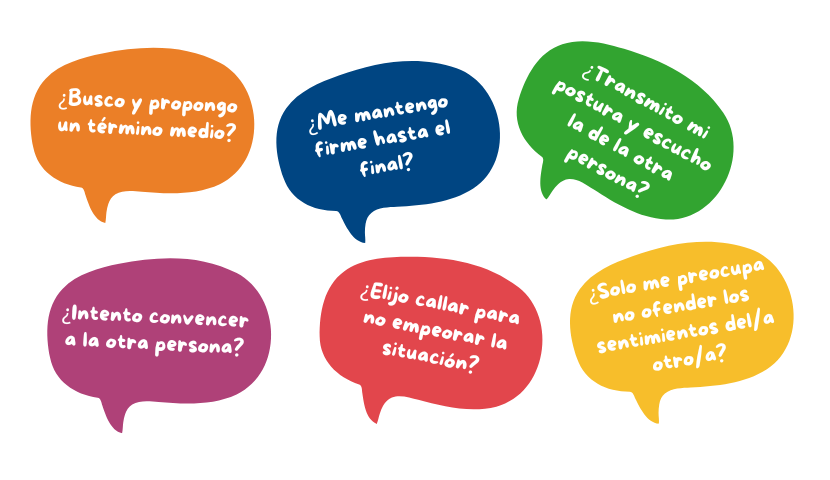 ¿Busco y propongo
un término medio?
¿Me mantengo
firme hasta el
final?
¿Transmito mi
postura y escucho
la de la otra
persona?
¿Intento convencer
a la otra persona?
¿Elijo callar para
no empeorar la
situación?
¿Solo me preocupa
no ofender los
sentimientos del/a
otro/a?